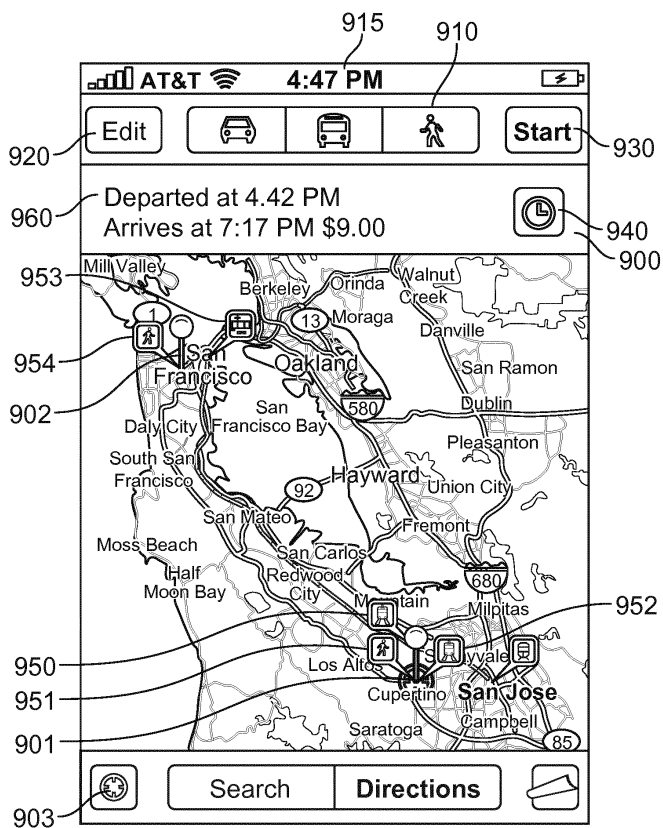 915
910
AT&T 4:47 PM
920
Edit
Start
930
960
Departed at 4.42 PM
Arrives at 7:17 PM $9.00
940
900
953
Mill Valley
Berkeley
Orinda
Walnut
Creek
1
13
Moraga
Danville
954
San
Francisco
Oakland
San Ramon
902
580
Dublin
Daly City
San
Francisco Bay
Pleasanton
South San
Francisco
Hayward
92
Union City
San Mateo
Fremont
Moss Beach
San Carlos
Half
Moon Bay
Redwood
City
680
Mountain
Milpitas
952
950
951
Los Altos
901
Cupertino
San Jose
Campbell
Saratoga
85
903
Search
Directions